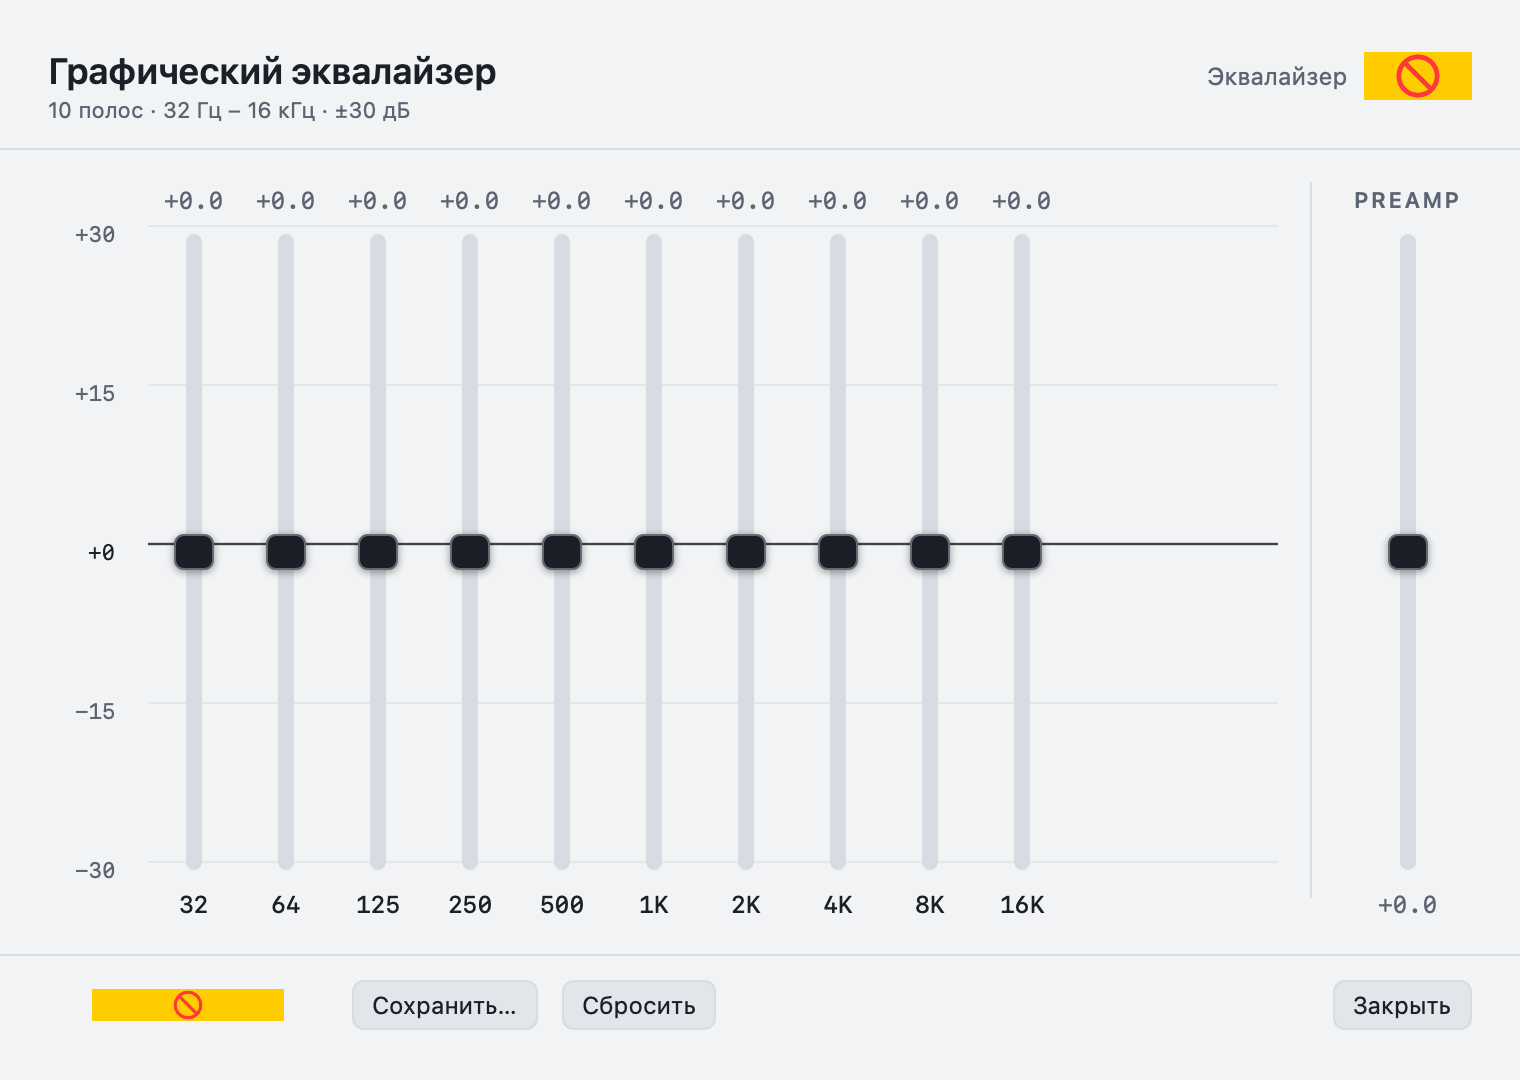 Графический эквалайзер
10 полос · 32 Гц – 16 кГц · ±30 дБ
Эквалайзер
+0.0 +0.0 +0.0 +0.0 +0.0 +0.0 +0.0 +0.0 +0.0 +0.0
PREAMP
+30
+15
+0
−15
−30
32 64 125 250 500 1K 2K 4K 8K 16K
+0.0
Сохранить... Сбросить Закрыть